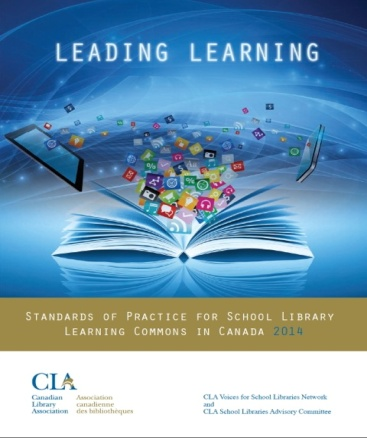 LEADING LEARNING
STANDARDS OF PRACTICE FOR SCHOOL LIBRARY
LEARNING COMMONS IN CANADA 2014
CLA
Canadian Library Association
Association canadienne des bibliothèques
CLA Voices for School Libraries Network
and
CLA School Libraries Advisory Committee